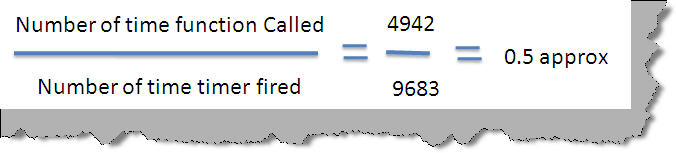 Number of time function Called
Number of time timer fired
=
4942
9683
=
0.5 approx